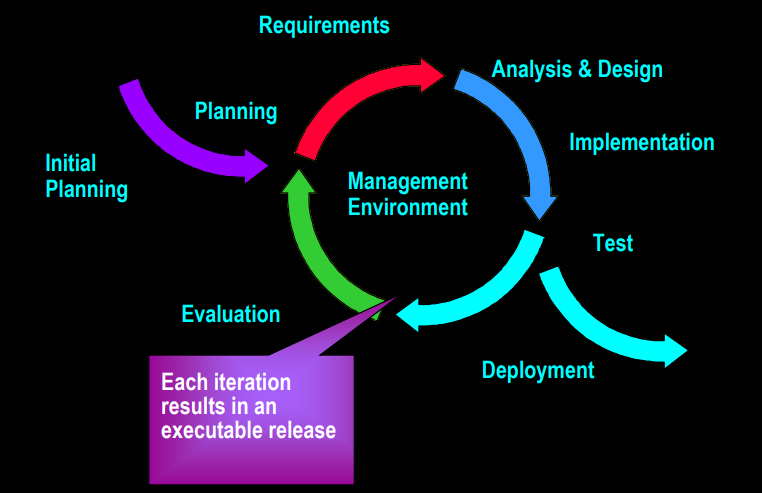 Requirements
Analysis & Design
Planning
Implementation
Initial
Planning
Management
Environment
Test
Evaluation
Deployment
Each iteration
results in an
executable release